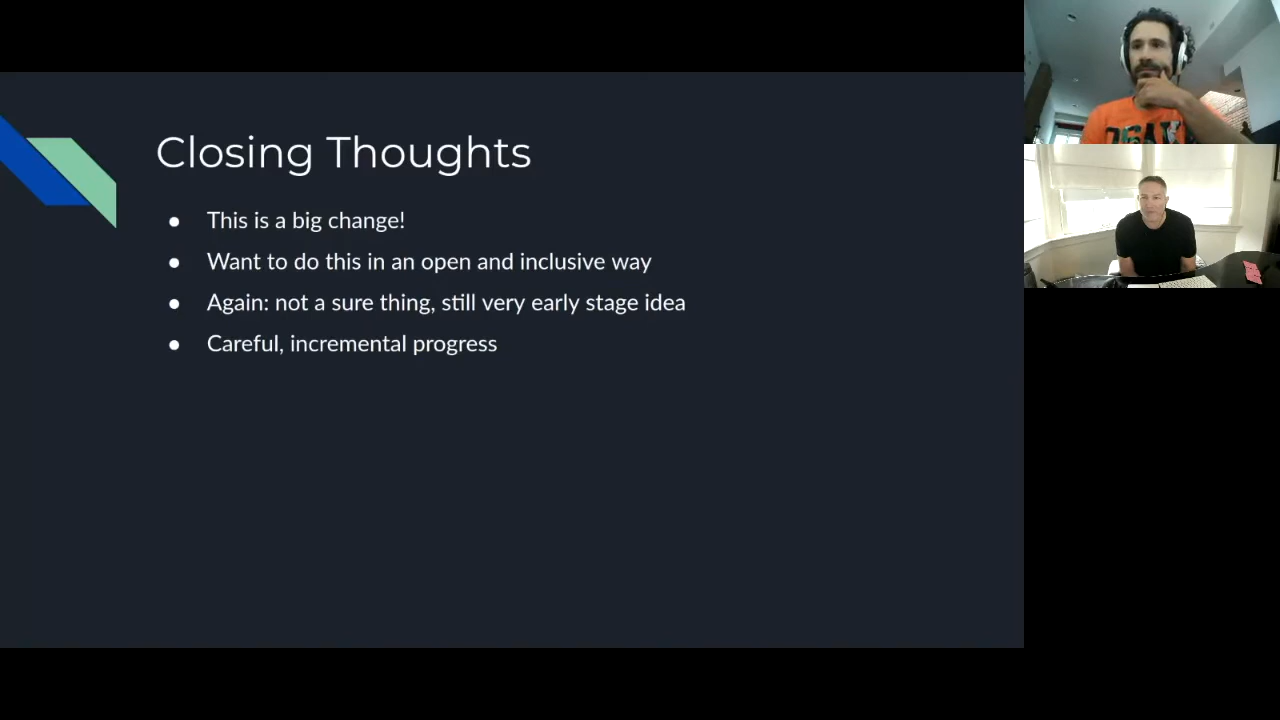 Closing Thoughts
● This is a big change!
● Want to do this in an open and inclusive way
● Again: not a sure thing, still very early stage idea
● Careful, incremental progress